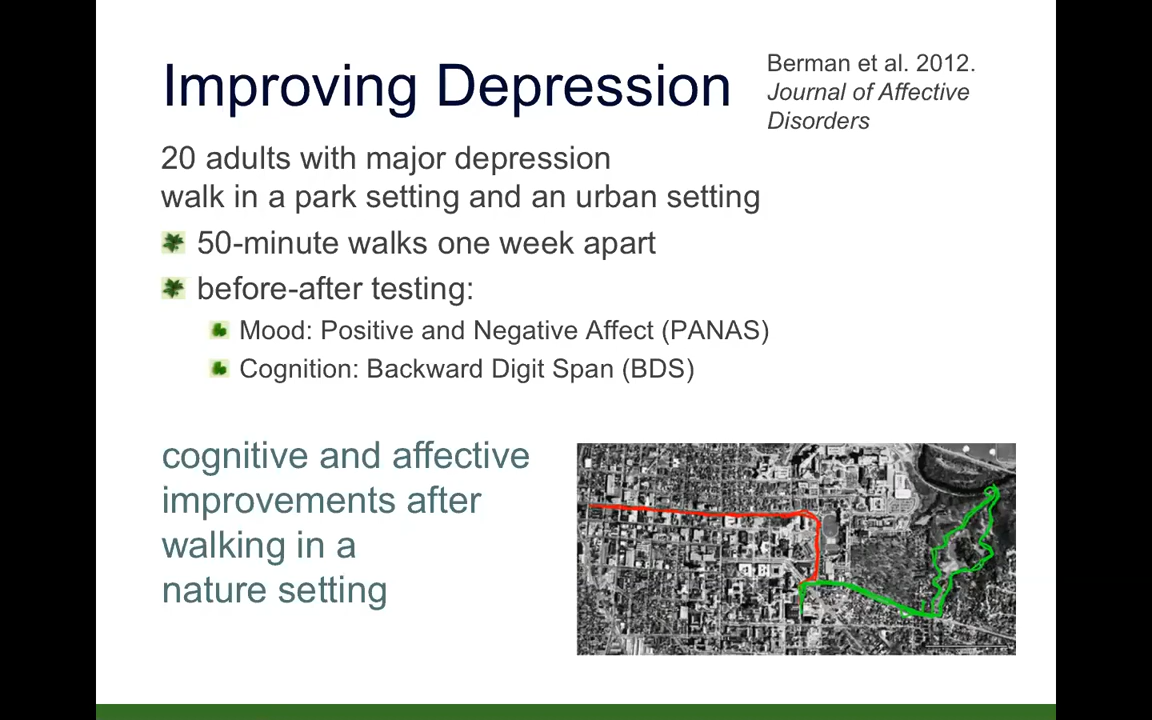 Improving Depression
Berman et al. 2012.
Journal of Affective
Disorders
20 adults with major depression
walk in a park setting and an urban setting
50-minute walks one week apart
before-after testing:
Mood: Positive and Negative Affect (PANAS)
Cognition: Backward Digit Span (BDS)
cognitive and affective
improvements after
walking in a
nature setting